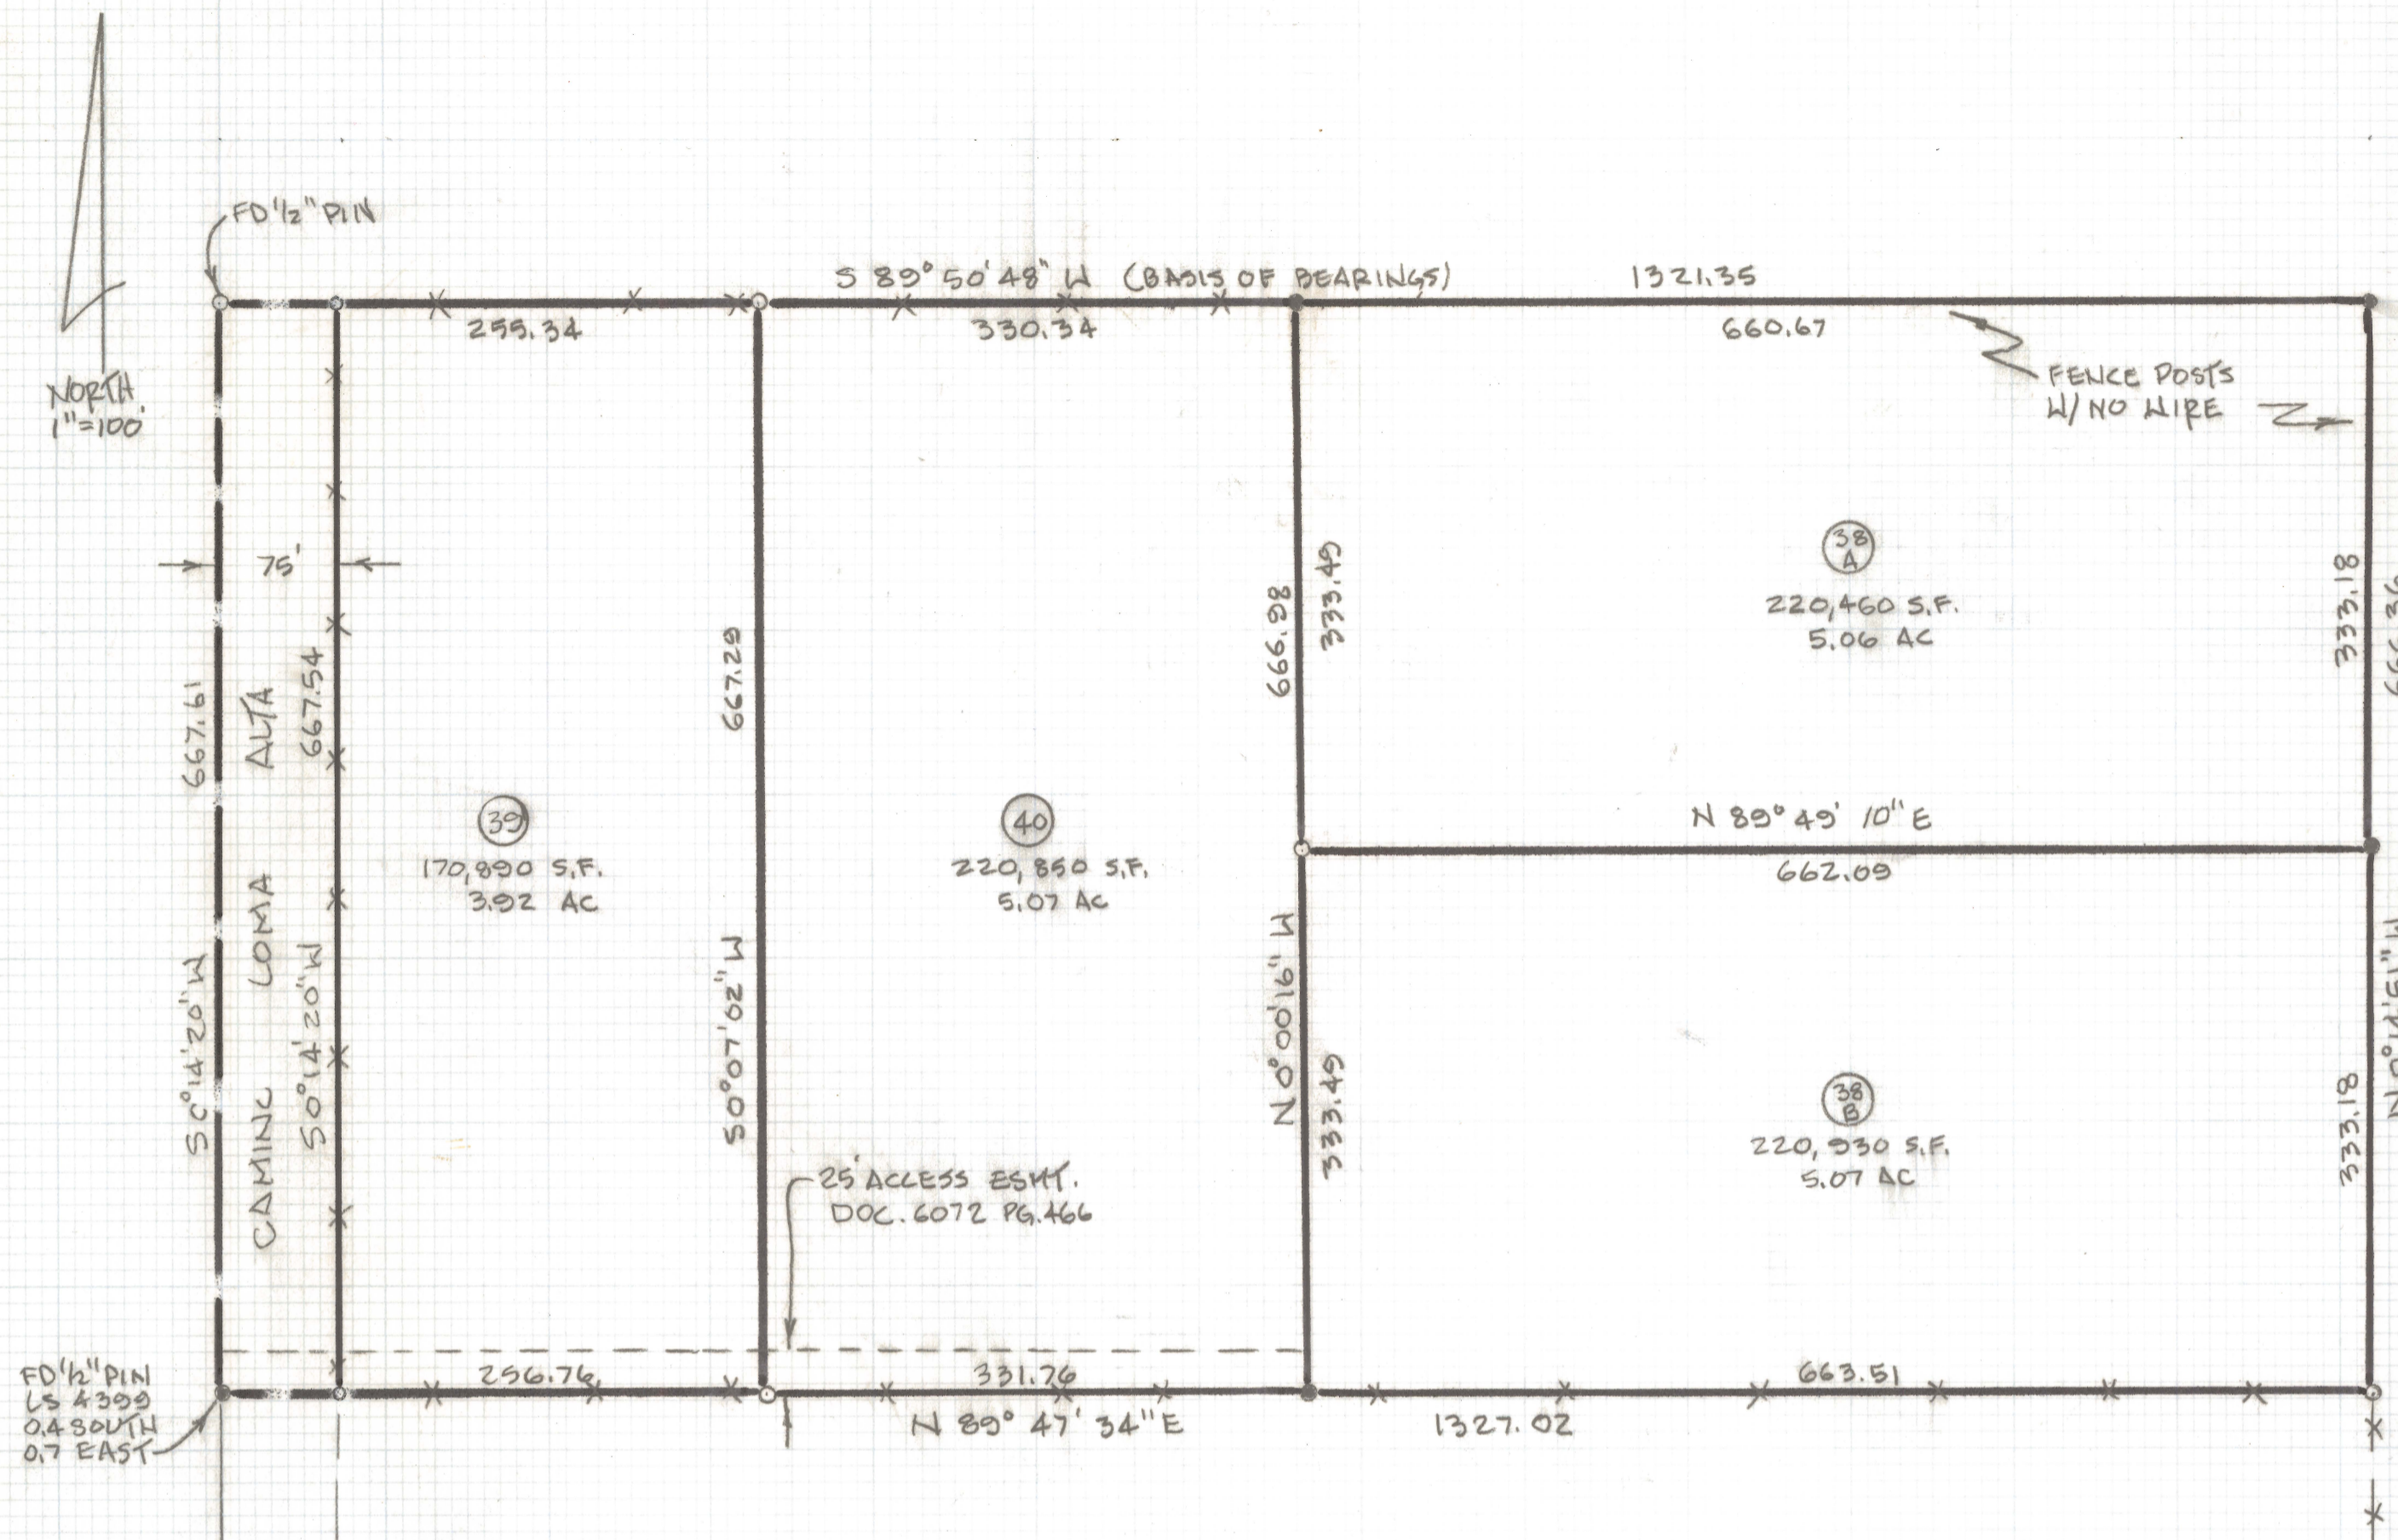 FD 1/2" PIN
S 89° 50' 48" W (BASIS OF BEARINGS) 1321.35
255.34
330.34
660.67
NORTH
1"=100'
FENCE POSTS
W/ NO WIRE
75'
38
A
220,460 S.F.
5.06 AC
333.18
333.49
666.98
667.29
667.54
667.61
CAMINO LOMA ALTA
S 0° 14' 20" W
S 0° 14' 20" W
39
170,890 S.F.
3.92 AC
40
220,850 S.F.
5.07 AC
S 0° 07' 02" W
N 0° 00' 16" W
N 89° 49' 10" E
662.09
N 0° 14' 51" W
38
B
220,930 S.F.
5.07 AC
333.49
333.18
25' ACCESS ESMT.
DOC. 6072 PG. 466
256.76
331.76
663.51
N 89° 47' 34" E
1327.02
FD 1/2" PIN
LS 4399
0.4 SOUTH
0.7 EAST